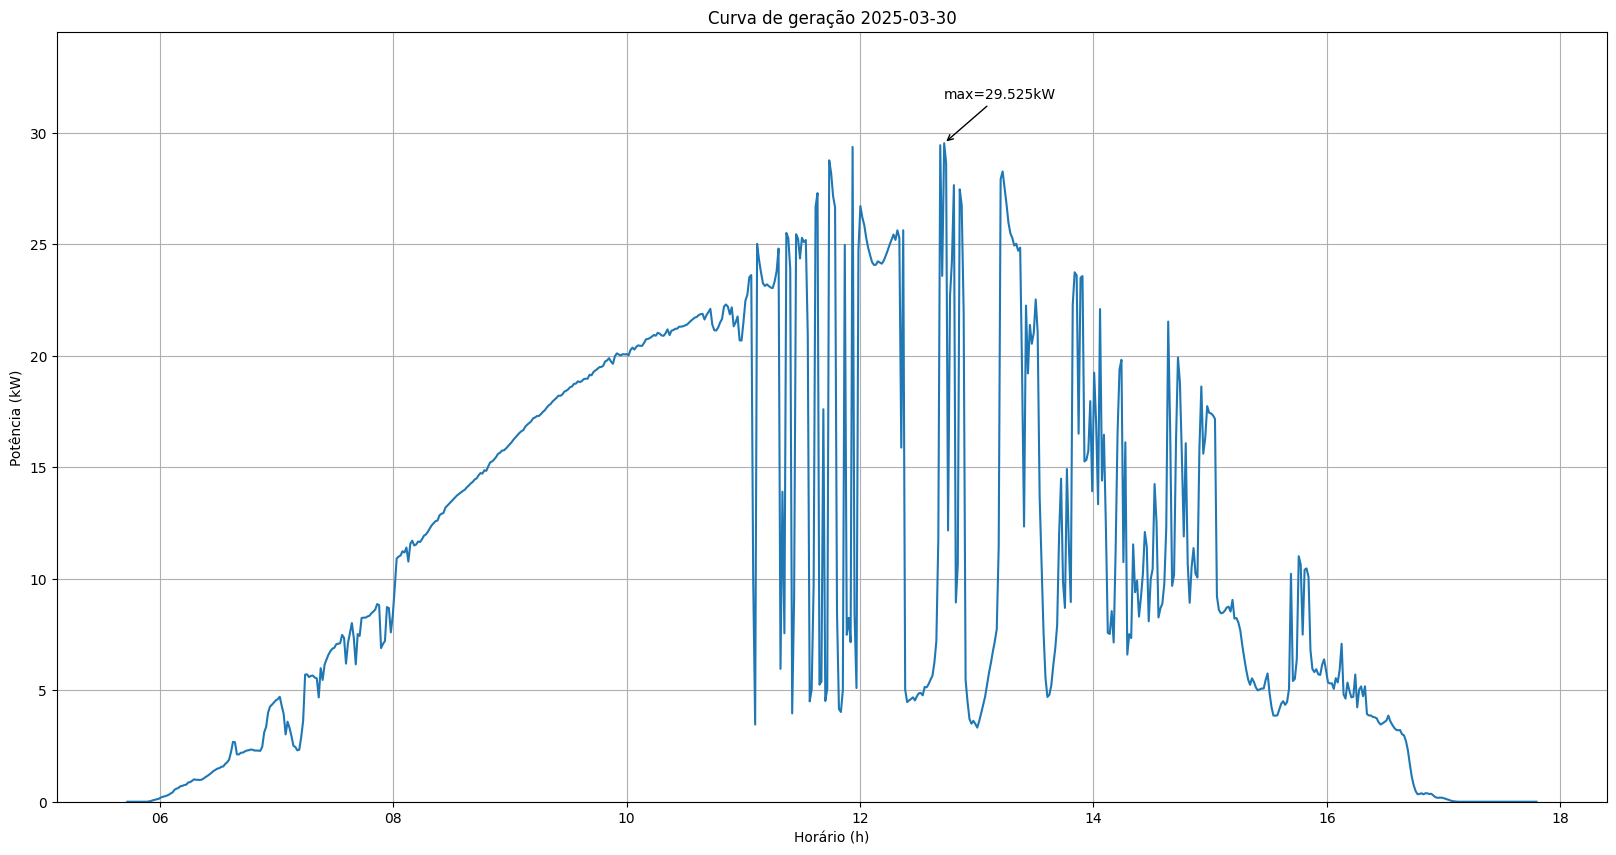 Curva de geração 2025-03-30
max=29.525kW
Potência (kW)
30
25
20
15
10
5
0
06 08 10 12 14 16 18
Horário (h)